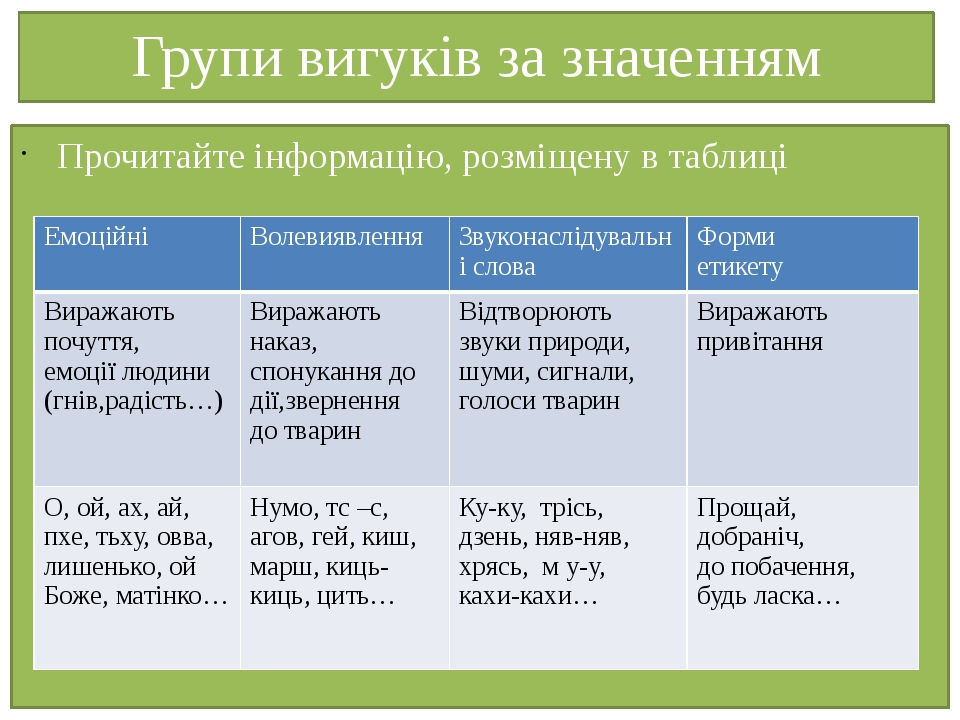 Групи вигуків за значенням
• Прочитайте інформацію, розміщену в таблиці
Емоційні
Волевиявлення
Звуконаслідувальн
і слова
Форми
етикету
Виражають
почуття,
емоції людини
(гнів,радість…)
Виражають
наказ,
спонукання до
дії,звернення
до тварин
Відтворюють
звуки природи,
шуми, сигнали,
голоси тварин
Виражають
привітання
О, ой, ах, ай,
пхе, тьху, овва,
лишенько, ой
Боже, матінко…
Нумо, тс –с,
агов, гей, киш,
марш, киць-
киць, цить…
Ку-ку, трісь,
дзень, няв-няв,
хрясь, м у-у,
кахи-кахи…
Прощай,
добраніч,
до побачення,
будь ласка…